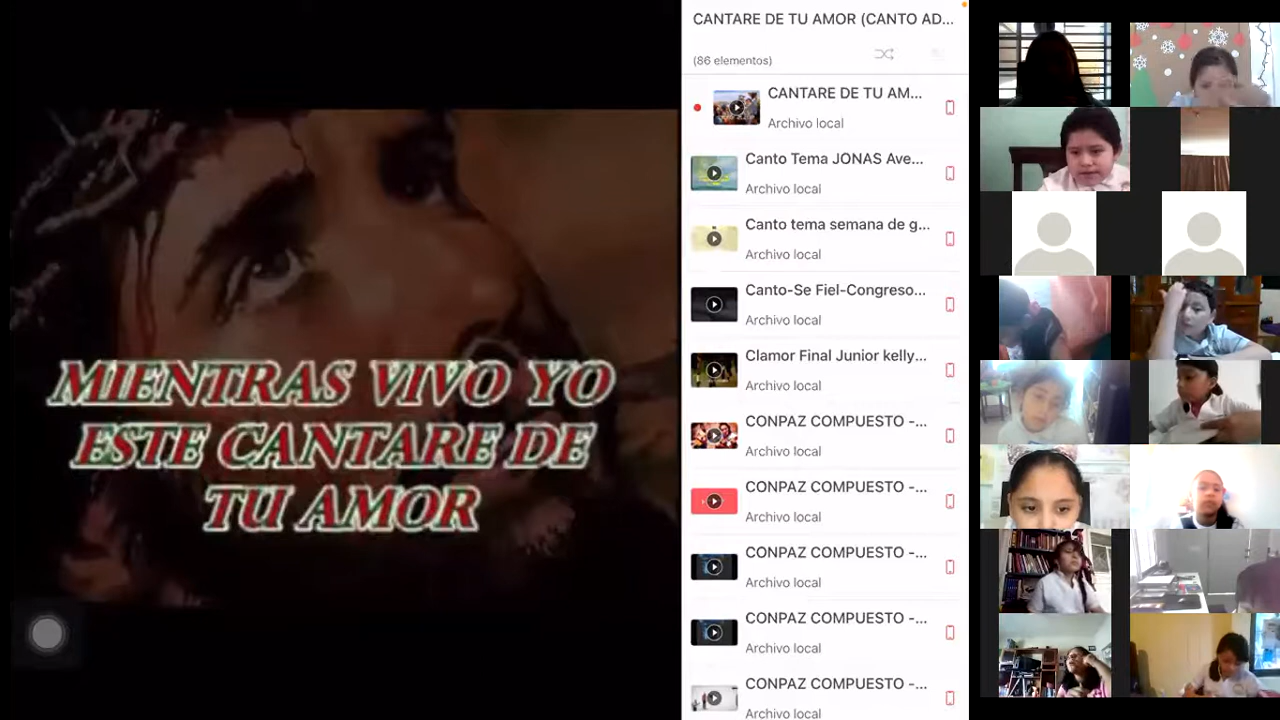 MIENTRAS VIVO YO
ESTE CANTARE DE
TU AMOR
CANTARE DE TU AMOR (CANTO AD...
(86 elementos)
CANTARE DE TU AM...
Archivo local
Canto Tema JONAS Ave...
Archivo local
Canto tema semana de g...
Archivo local
Canto-Se Fiel-Congreso...
Archivo local
Clamor Final Junior kelly...
Archivo local
CONPAZ COMPUESTO -...
Archivo local
CONPAZ COMPUESTO -...
Archivo local
CONPAZ COMPUESTO -...
Archivo local
CONPAZ COMPUESTO -...
Archivo local
CONPAZ COMPUESTO -...
Archivo local